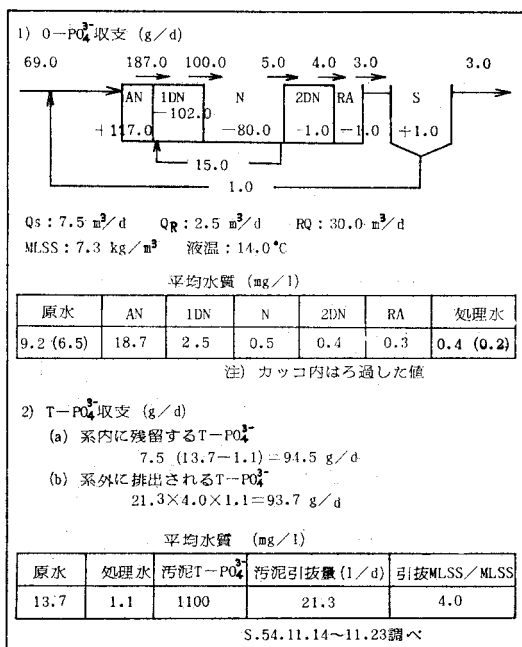 1) O-PO₄³⁻収支 (g/d)
69.0 187.0 100.0 5.0 4.0 3.0 3.0
AN 1DN N 2DN RA S
-102.0
+117.0 -80.0 -1.0 -1.0 +1.0
15.0
1.0
Qs:7.5 m³/d QR:2.5 m³/d RQ:30.0 m³/d
MLSS:7.3 kg/m³ 液温:14.0℃
平均水質 (mg/l)
原水 AN 1DN N 2DN RA 処理水
9.2(6.5) 18.7 2.5 0.5 0.4 0.3 0.4(0.2)
注) カッコ内はろ過した値
2) T-PO₄³⁻収支 (g/d)
(a) 系内に残留するT-PO₄³⁻
7.5 (13.7-1.1)=94.5 g/d
(b) 系外に排出されるT-PO₄³⁻
21.3×4.0×1.1=93.7 g/d
平均水質 (mg/l)
原水 処理水 汚泥T-PO₄³⁻ 汚泥引抜量(l/d) 引抜MLSS/MLSS
13.7 1.1 1100 21.3 4.0
S.54.11.14~11.23調べ